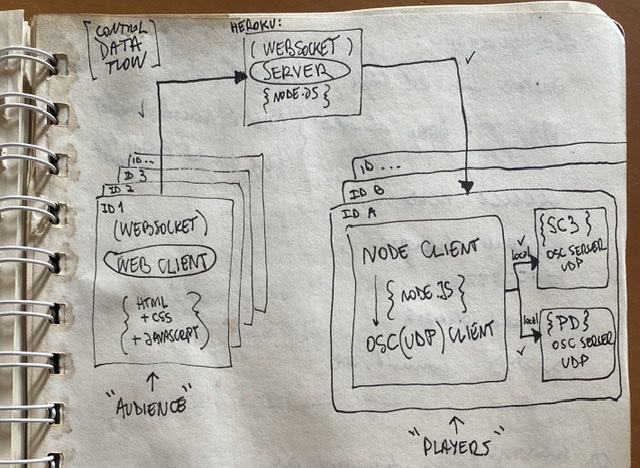 [CONTROL
DATA
FLOW]
HEROKU:
(WEBSOCKET)
SERVER
{NODE.JS}
ID...
ID 3
ID 2
ID 1
(WEBSOCKET)
WEB CLIENT
{HTML
+CSS
+JAVASCRIPT}
"AUDIENCE"
ID ...
ID B
ID A
NODE CLIENT
{NODE.JS}
OSC(UDP) CLIENT
local
{SC3}
OSC SERVER
UDP
local
{PD}
OSC SERVER
UDP
"PLAYERS"